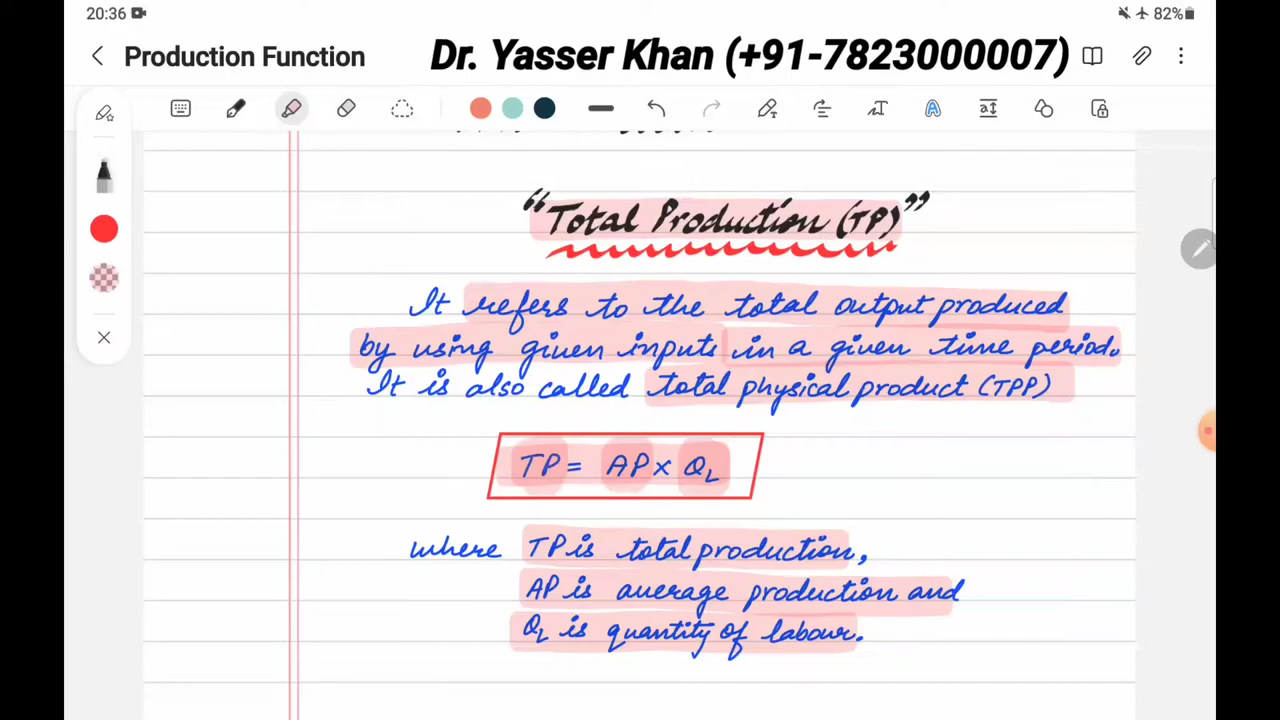 20:36
82%
Production Function
Dr. Yasser Khan (+91-7823000007)
"Total Production (TP)"
It refers to the total output produced
by using given inputs in a given time period.
It is also called total physical product (TPP)
TP = AP × QL
where TP is total production,
AP is average production and
QL is quantity of labour.